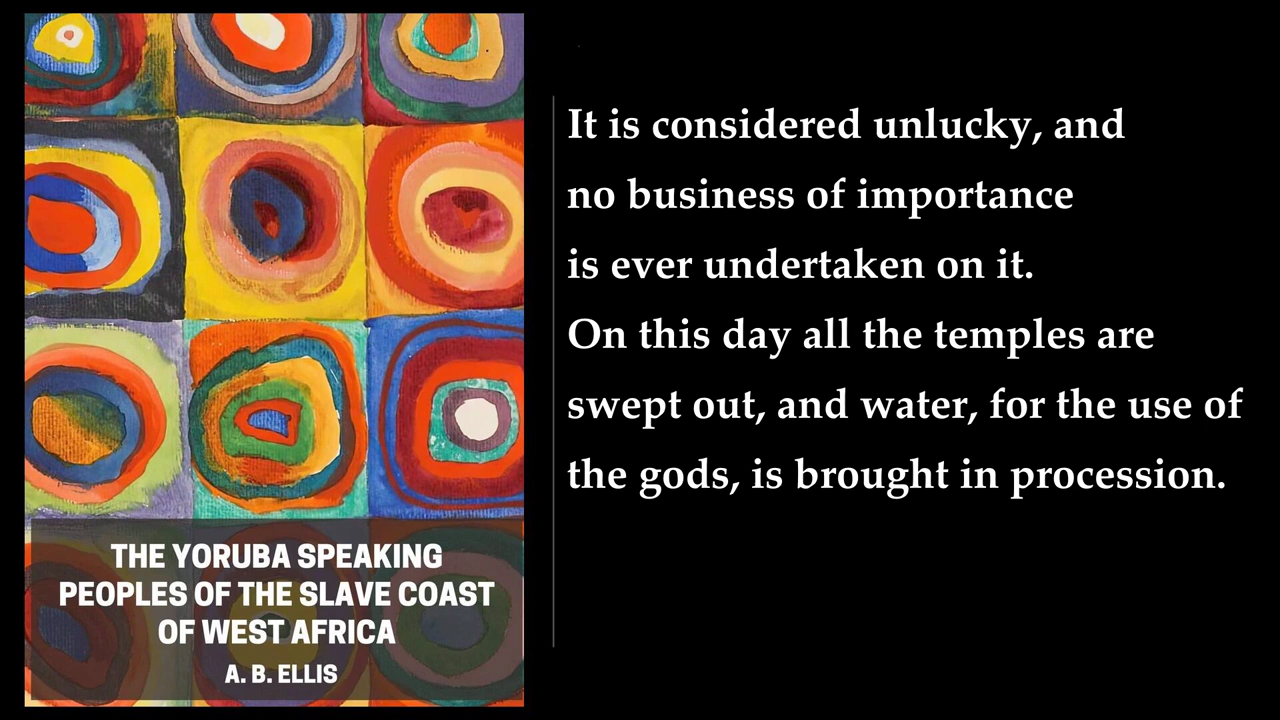 THE YORUBA SPEAKING
PEOPLES OF THE SLAVE COAST
OF WEST AFRICA
A. B. ELLIS
It is considered unlucky, and
no business of importance
is ever undertaken on it.
On this day all the temples are
swept out, and water, for the use of
the gods, is brought in procession.